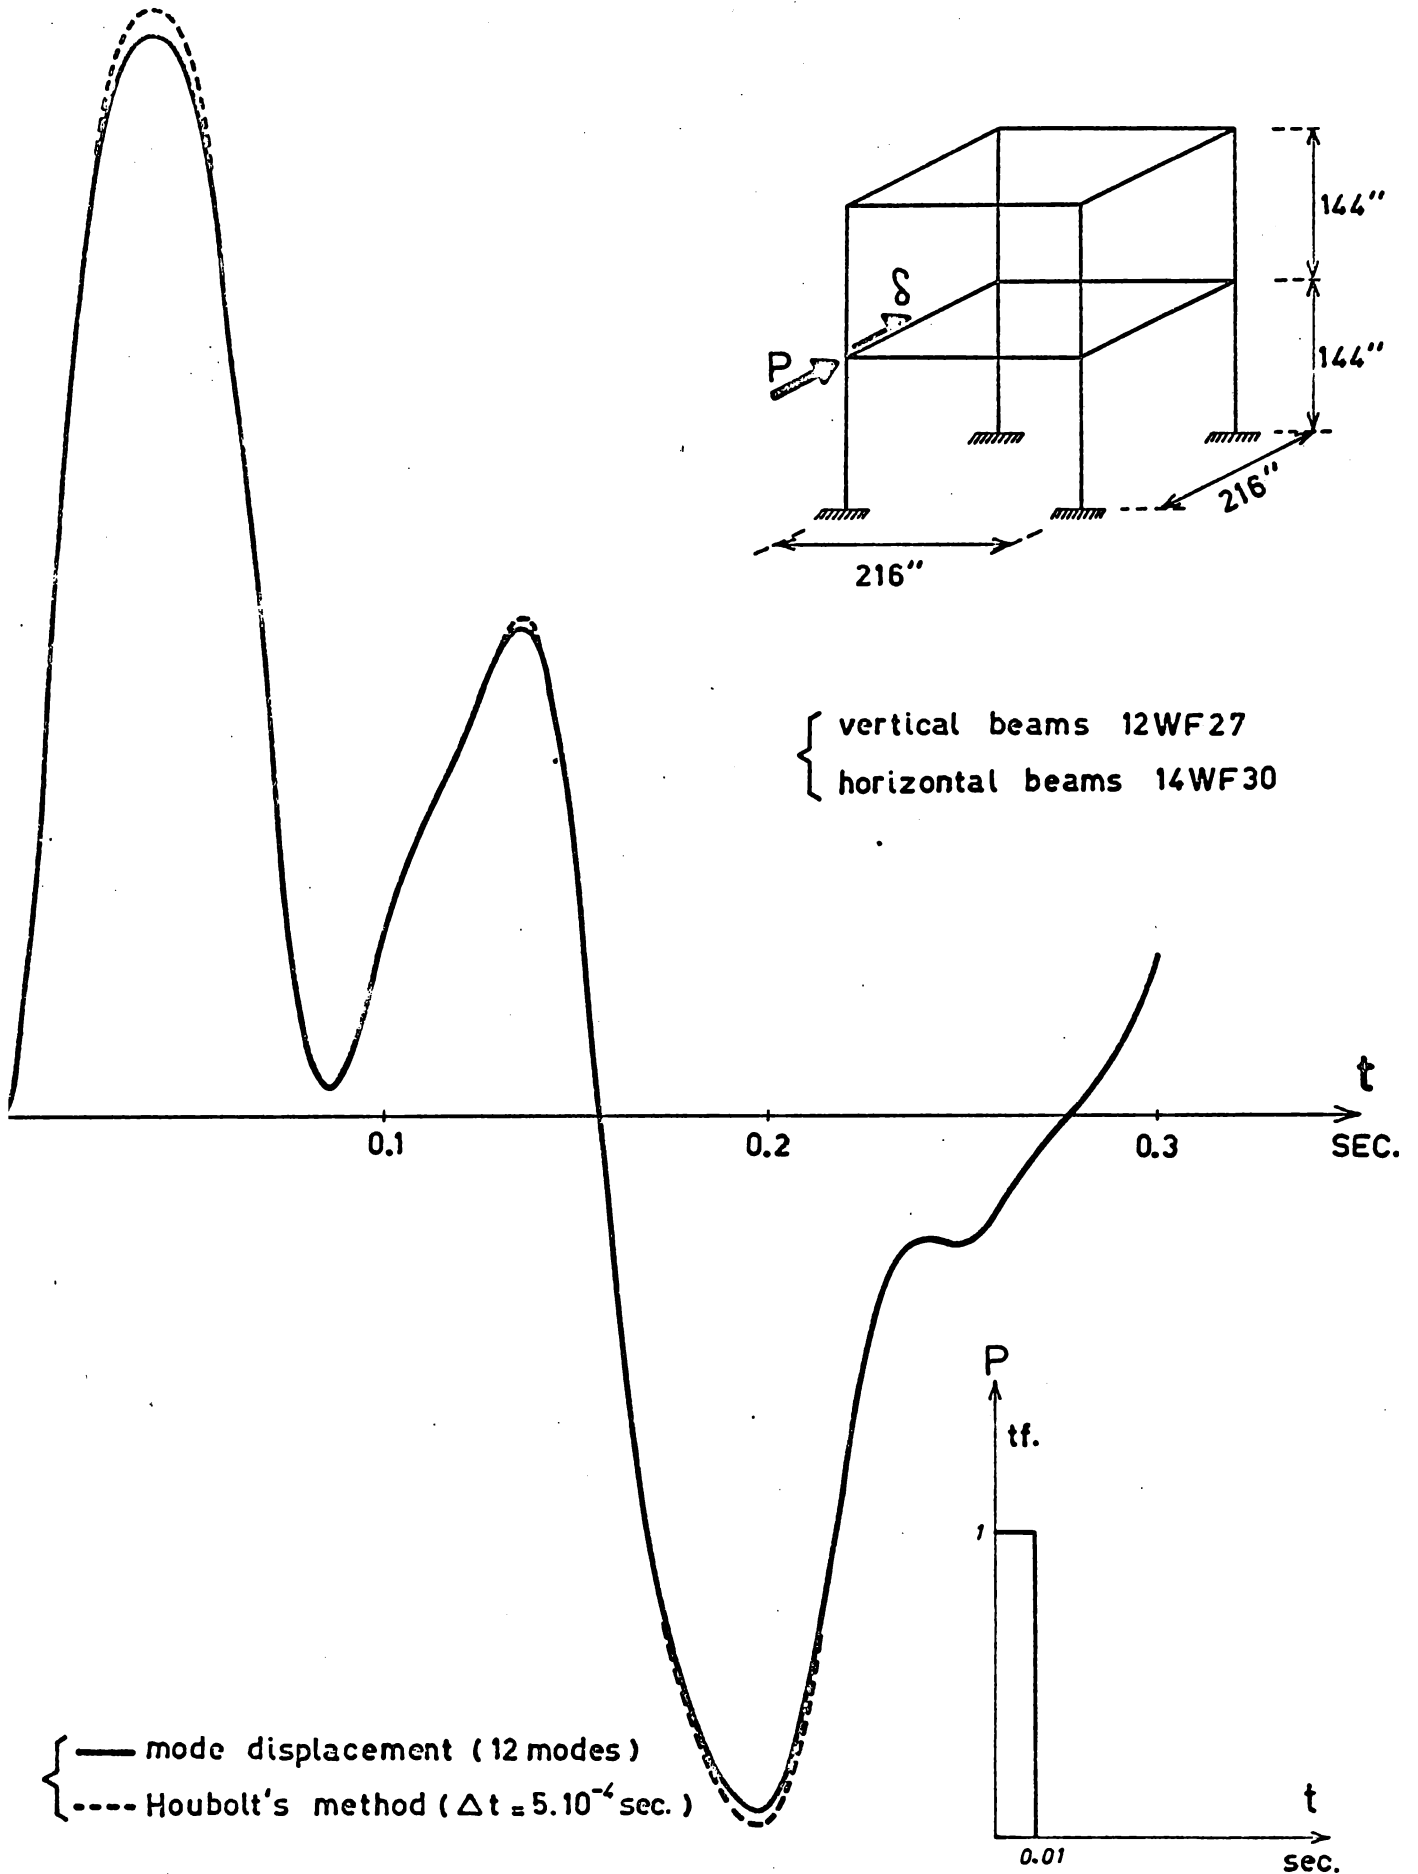 144″
δ
144″
P
216″
216″
vertical beams 12WF27
horizontal beams 14WF30
t
0.1
0.2
0.3
SEC.
P
tf.
1
mode displacement (12 modes)
Houbolt's method (Δt = 5.10⁻⁴ sec.)
t
0.01
sec.